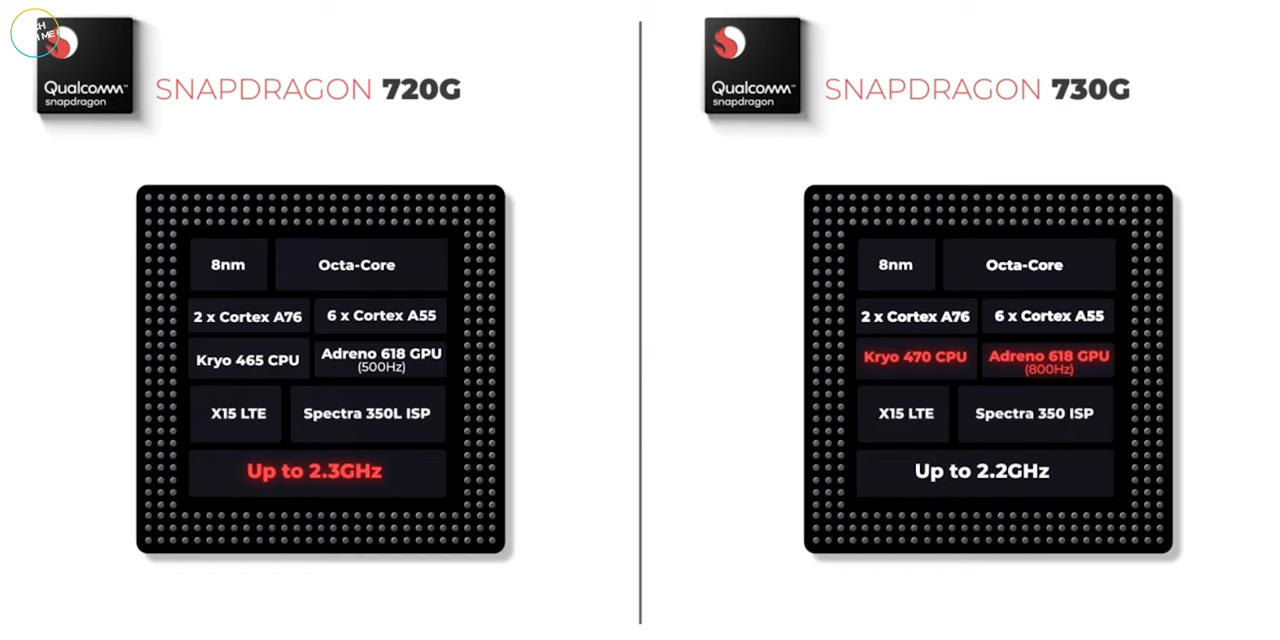 Qualcomm
snapdragon
SNAPDRAGON 720G
8nm
Octa-Core
2 x Cortex A76
6 x Cortex A55
Kryo 465 CPU
Adreno 618 GPU
(500Hz)
X15 LTE
Spectra 350L ISP
Up to 2.3GHz
Qualcomm
snapdragon
SNAPDRAGON 730G
8nm
Octa-Core
2 x Cortex A76
6 x Cortex A55
Kryo 470 CPU
Adreno 618 GPU
(800Hz)
X15 LTE
Spectra 350 ISP
Up to 2.2GHz